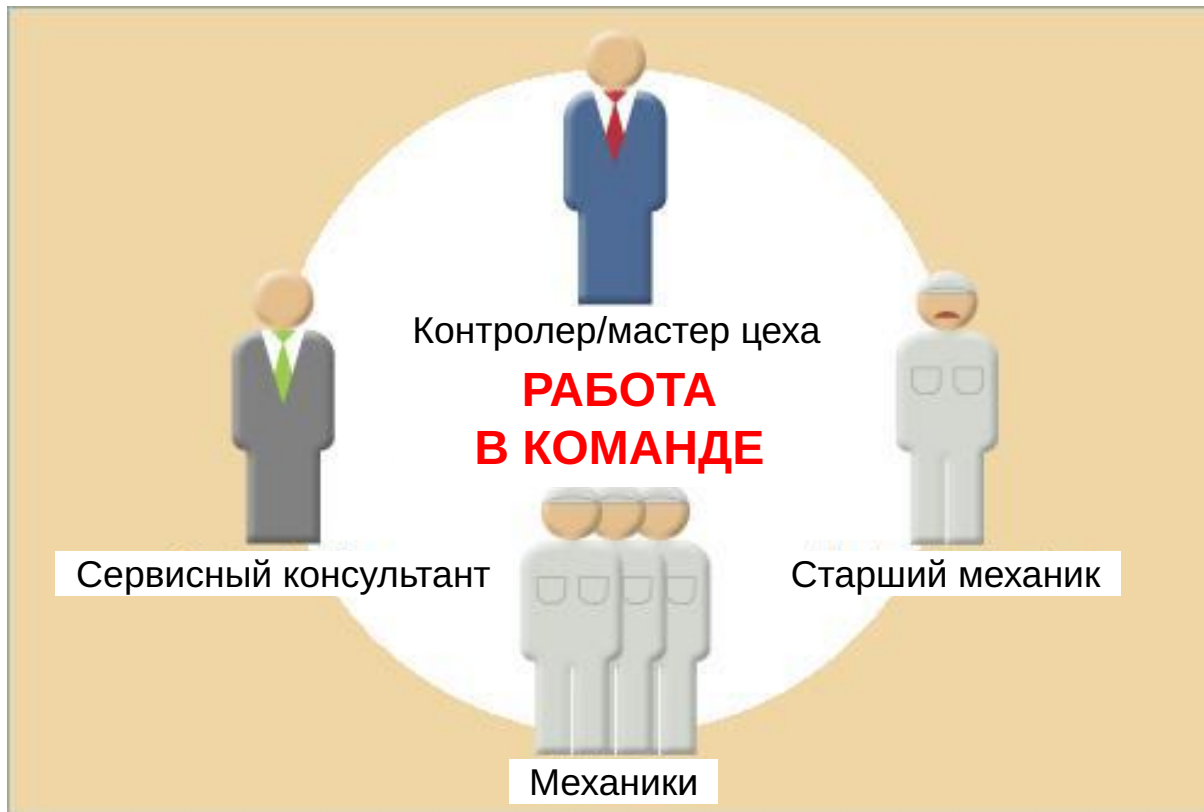 Контролер/мастер цеха
РАБОТА
В КОМАНДЕ
Сервисный консультант
Старший механик
Механики